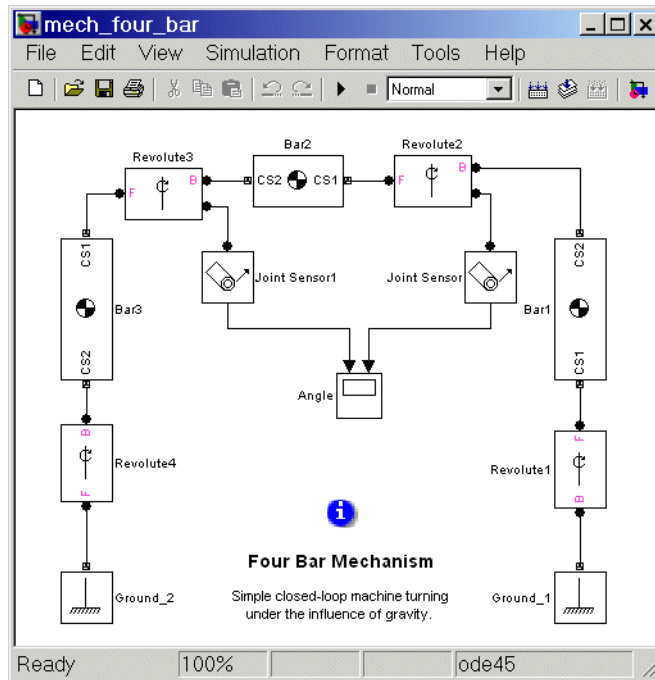 mech_four_bar
File Edit View Simulation Format Tools Help
Normal
Revolute3
Bar2
Revolute2
F
B
CS2
CS1
F
B
CS1
CS2
Bar3
Joint Sensor1
Joint Sensor
CS2
CS1
Bar1
Angle
B
F
Revolute4
F
B
Revolute1
i
Four Bar Mechanism
Ground_2
Simple closed-loop machine turning
under the influence of gravity.
Ground_1
Ready
100%
ode45